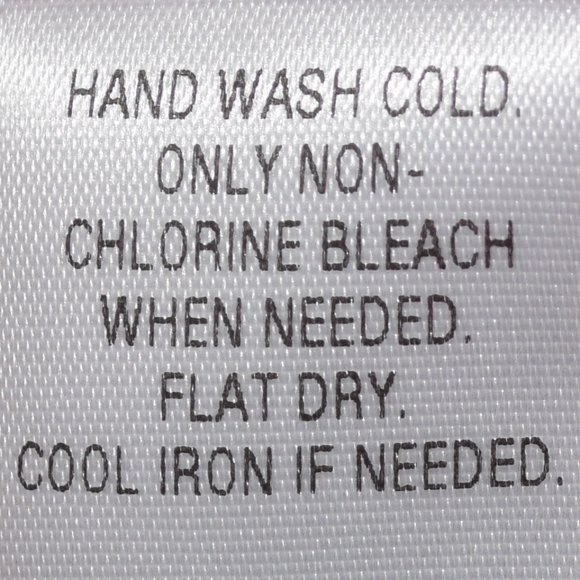 HAND WASH COLD.
ONLY NON-
CHLORINE BLEACH
WHEN NEEDED.
FLAT DRY.
COOL IRON IF NEEDED.